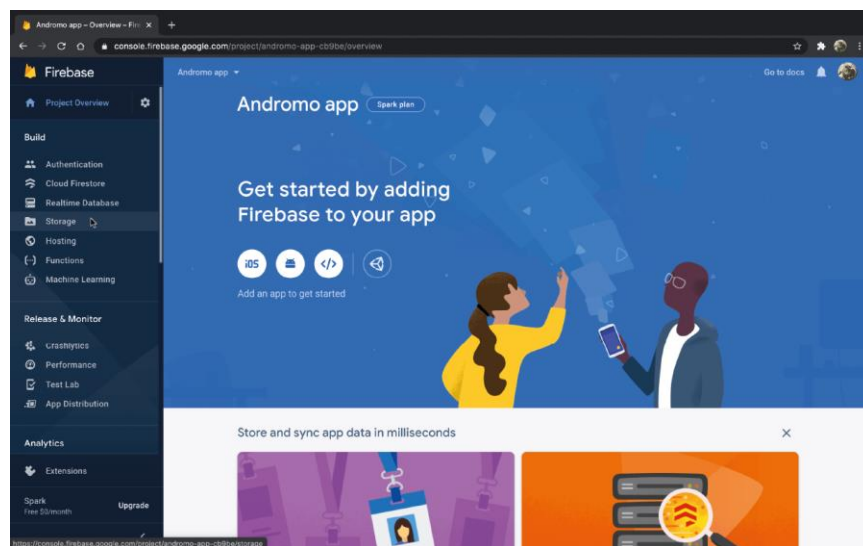 Andromo app – Overview – Fire
console.firebase.google.com/project/andromo-app-cb9be/overview
Firebase
Andromo app
Go to docs
Project Overview
Andromo app
Spark plan
Build
Authentication
Cloud Firestore
Realtime Database
Storage
Hosting
Functions
Machine Learning
Get started by adding
Firebase to your app
iOS
</>
Add an app to get started
Release & Monitor
Crashlytics
Performance
Test Lab
App Distribution
Analytics
Extensions
Store and sync app data in milliseconds
Spark
Free $0/month
Upgrade
https://console.firebase.google.com/project/andromo-app-cb9be/storage